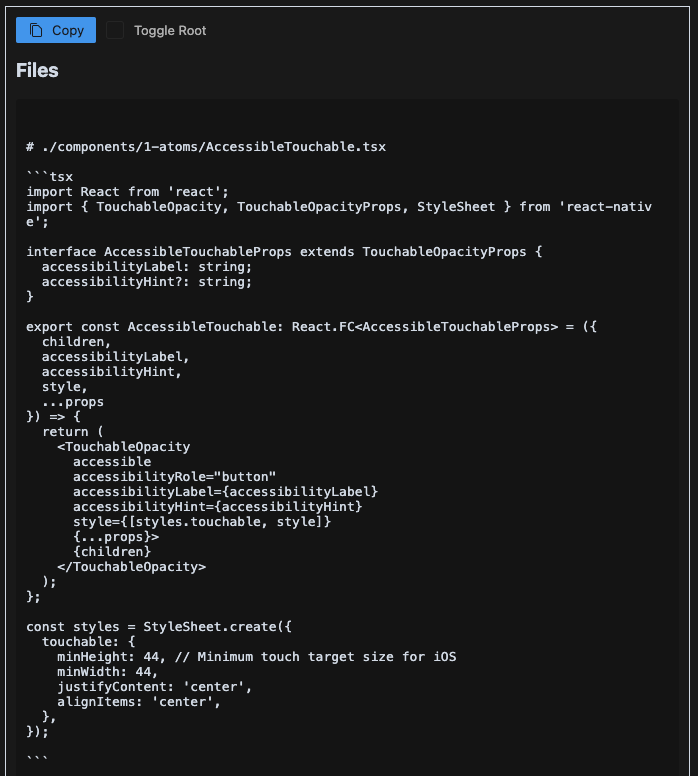 Copy Toggle Root
Files
# ./components/1-atoms/AccessibleTouchable.tsx
```tsx
import React from 'react';
import { TouchableOpacity, TouchableOpacityProps, StyleSheet } from 'react-nativ
e';
interface AccessibleTouchableProps extends TouchableOpacityProps {
  accessibilityLabel: string;
  accessibilityHint?: string;
}
export const AccessibleTouchable: React.FC<AccessibleTouchableProps> = ({
  children,
  accessibilityLabel,
  accessibilityHint,
  style,
  ...props
}) => {
  return (
    <TouchableOpacity
      accessible
      accessibilityRole="button"
      accessibilityLabel={accessibilityLabel}
      accessibilityHint={accessibilityHint}
      style={[styles.touchable, style]}
      {...props}>
      {children}
    </TouchableOpacity>
  );
};
const styles = StyleSheet.create({
  touchable: {
    minHeight: 44, // Minimum touch target size for iOS
    minWidth: 44,
    justifyContent: 'center',
    alignItems: 'center',
  },
});
```